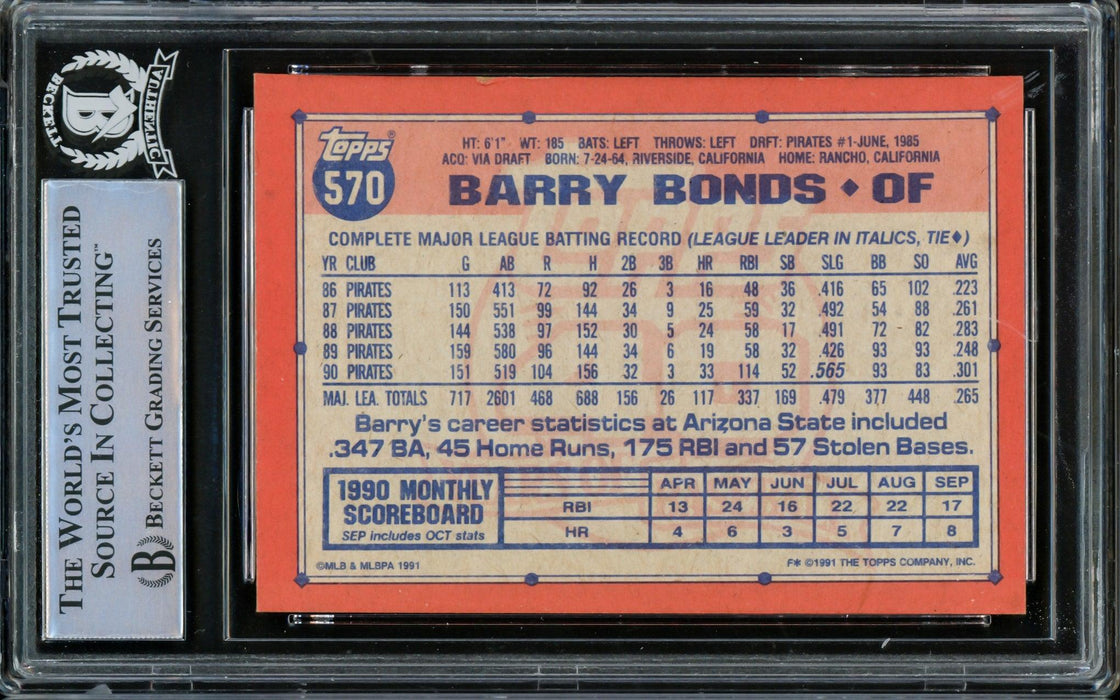 BECKETT
AUTHENTIC
B
THE WORLD'S MOST TRUSTED
SOURCE IN COLLECTING™
B BECKETT GRADING SERVICES
topps®
570
HT: 6'1" WT: 185 BATS: LEFT THROWS: LEFT DRFT: PIRATES #1-JUNE, 1985
ACQ: VIA DRAFT BORN: 7-24-64, RIVERSIDE, CALIFORNIA HOME: RANCHO, CALIFORNIA
BARRY BONDS ♦ OF
COMPLETE MAJOR LEAGUE BATTING RECORD (LEAGUE LEADER IN ITALICS, TIE♦)
YR CLUB G AB R H 2B 3B HR RBI SB SLG BB SO AVG
86 PIRATES 113 413 72 92 26 3 16 48 36 .416 65 102 .223
87 PIRATES 150 551 99 144 34 9 25 59 32 .492 54 88 .261
88 PIRATES 144 538 97 152 30 5 24 58 17 .491 72 82 .283
89 PIRATES 159 580 96 144 34 6 19 58 32 .426 93 93 .248
90 PIRATES 151 519 104 156 32 3 33 114 52 .565 93 83 .301
MAJ. LEA. TOTALS 717 2601 468 688 156 26 117 337 169 .479 377 448 .265
Barry's career statistics at Arizona State included
.347 BA, 45 Home Runs, 175 RBI and 57 Stolen Bases.
1990 MONTHLY
SCOREBOARD
SEP includes OCT stats
APR MAY JUN JUL AUG SEP
RBI 13 24 16 22 22 17
HR 4 6 3 5 7 8
©MLB & MLBPA 1991
F* ©1991 THE TOPPS COMPANY, INC.